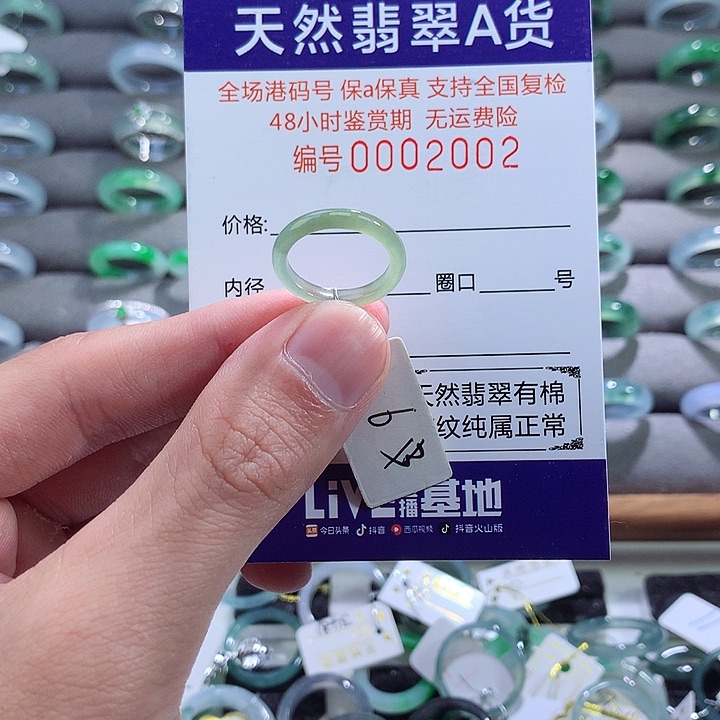 天然翡翠A货
全场港码号 保a保真 支持全国复检
48小时鉴赏期 无运费险
编号0002002
价格:
内径 圈口 号
天然翡翠有棉
纹纯属正常
LiVE 播 基地
头条 今日头条 抖音 西瓜视频 抖音火山版